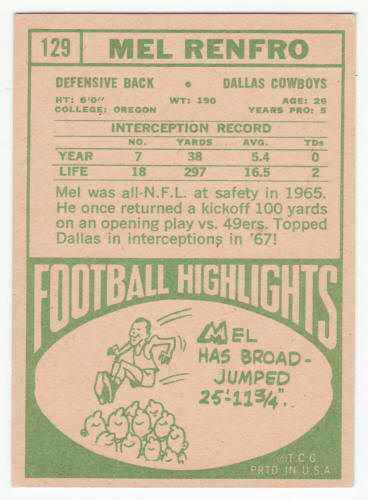 129 MEL RENFRO
DEFENSIVE BACK • DALLAS COWBOYS
HT: 6'0" WT: 190 AGE: 26
COLLEGE: OREGON YEARS PRO: 5
INTERCEPTION RECORD
NO. YARDS AVG. TDs
YEAR 7 38 5.4 0
LIFE 18 297 16.5 2
Mel was all-N.F.L. at safety in 1965.
He once returned a kickoff 100 yards
on an opening play vs. 49ers. Topped
Dallas in interceptions in '67!
FOOTBALL HIGHLIGHTS
MEL
HAS BROAD-
JUMPED
25'-11 3/4"..
©T.C.G.
PRTD. IN U.S.A.